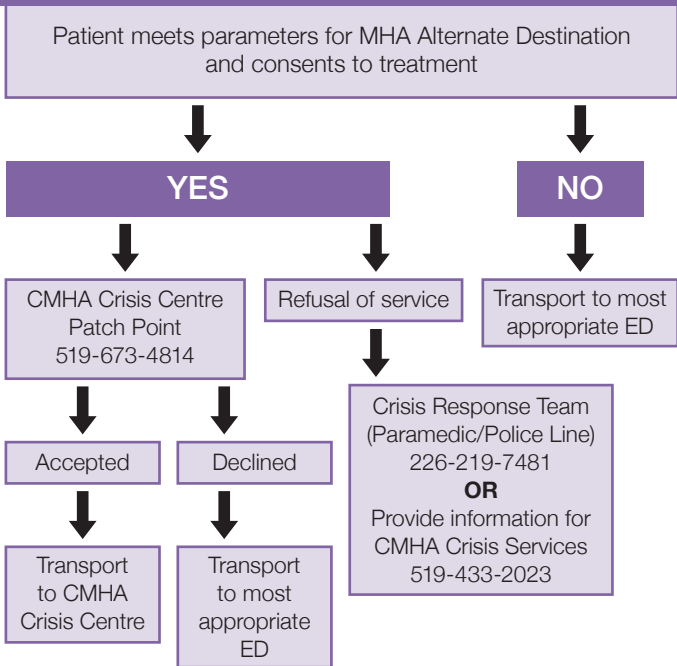 Patient meets parameters for MHA Alternate Destination
and consents to treatment
YES
NO
CMHA Crisis Centre
Patch Point
519-673-4814
Refusal of service
Transport to most
appropriate ED
Accepted
Declined
Crisis Response Team
(Paramedic/Police Line)
226-219-7481
OR
Provide information for
CMHA Crisis Services
519-433-2023
Transport
to CMHA
Crisis Centre
Transport
to most
appropriate
ED